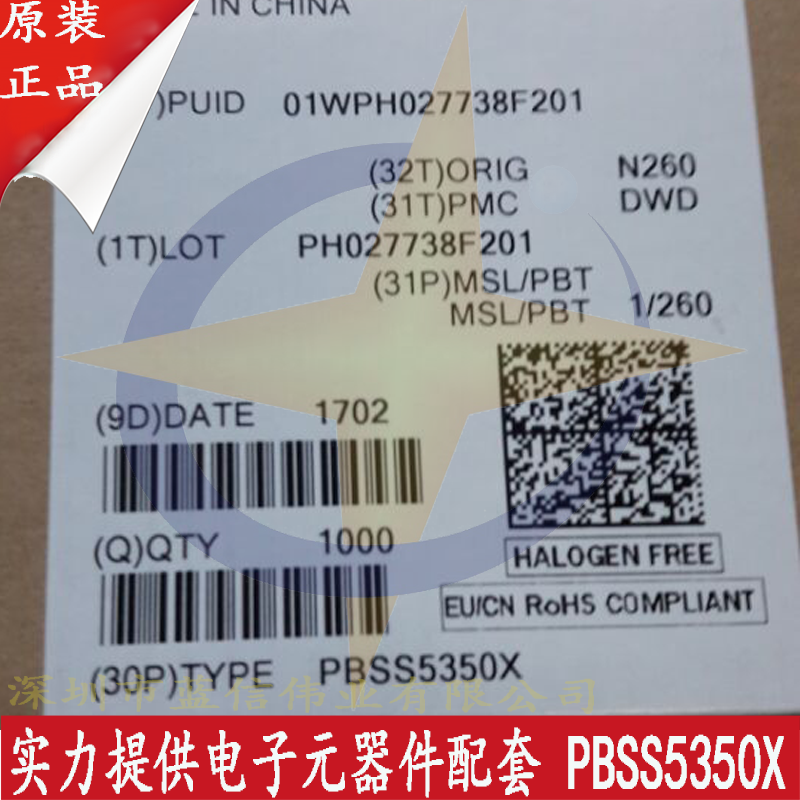 原装
正品
IN CHINA
)PUID 01WPH027738F201
(32T)ORIG N260
(31T)PMC DWD
(1T)LOT PH027738F201
(31P)MSL/PBT
MSL/PBT 1/260
(9D)DATE 1702
(Q)QTY 1000
HALOGEN FREE
EU/CN RoHS COMPLIANT
(30P)TYPE PBSS5350X
深圳市蓝信伟业有限公司
实力提供电子元器件配套 PBSS5350X